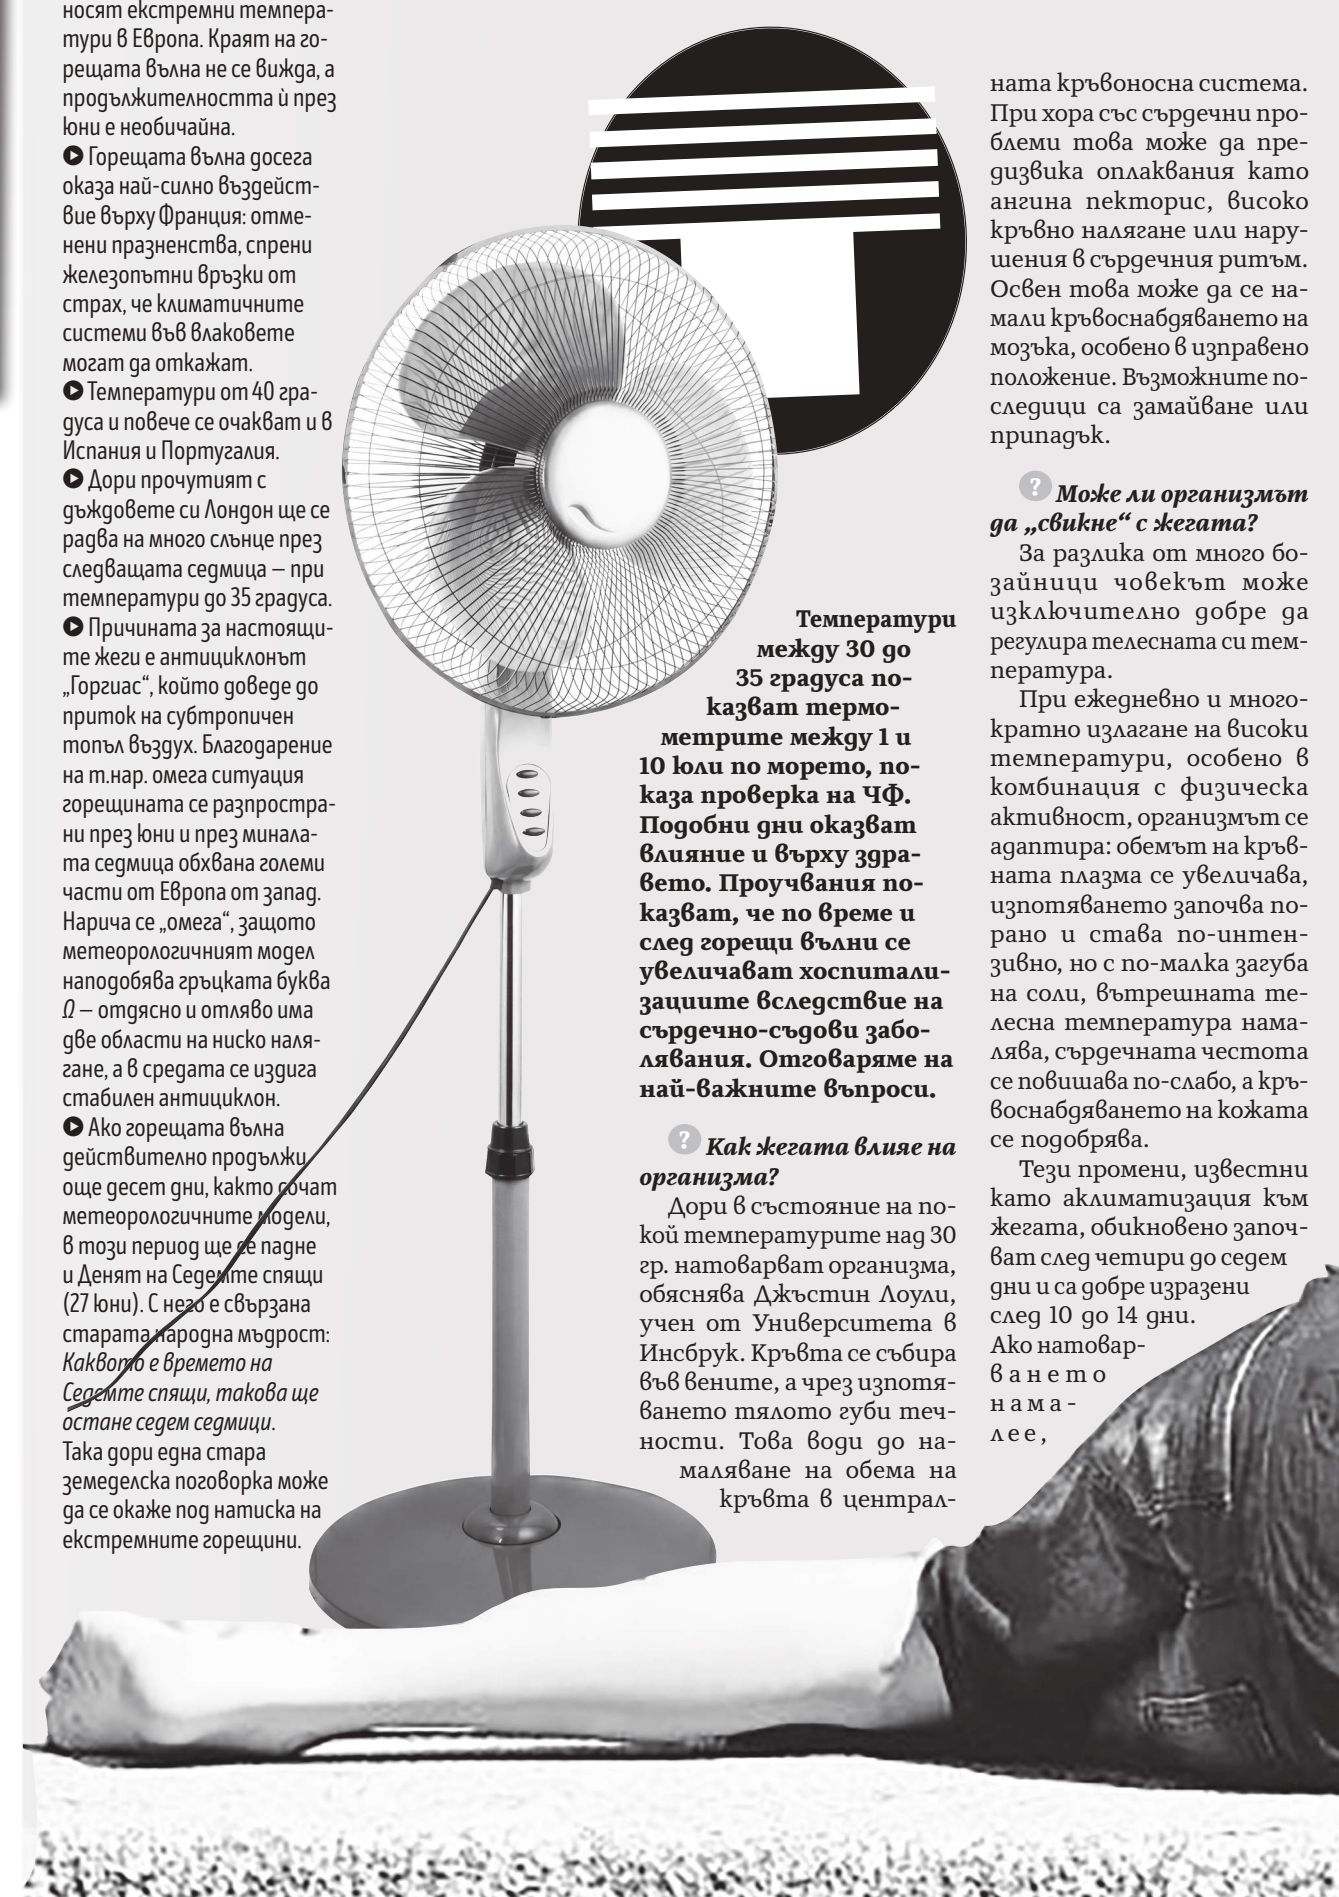 носят екстремни темпера-
тури в Европа. Краят на го-
рещата вълна не се вижда, а
продължителността ѝ през
юни е необичайна.
Горещата вълна досега
оказа най-силно въздейст-
вие върху Франция: отме-
нени празненства, спрени
железопътни връзки от
страх, че климатичните
системи във влаковете
могат да откажат.
Температури от 40 гра-
дуса и повече се очакват и в
Испания и Португалия.
Дори прочутият с
дъждовете си Лондон ще се
радва на много слънце през
следващата седмица – при
температури до 35 градуса.
Причината за настоящи-
те жеги е антициклонът
„Горгиас“, който доведе до
приток на субтропичен
топъл въздух. Благодарение
на т.нар. омега ситуация
горещината се разпростра-
ни през юни и през минала-
та седмица обхвана големи
части от Европа от запад.
Нарича се „омега“, защото
метеорологичният модел
наподобява гръцката буква
Ω – отдясно и отляво има
две области на ниско наля-
гане, а в средата се издига
стабилен антициклон.
Ако горещата вълна
действително продължи
още десет дни, както сочат
метеорологичните модели,
в този период ще се падне
и Денят на Седемте спящи
(27 юни). С него е свързана
старата народна мъдрост:
Каквото е времето на
Седемте спящи, такова ще
остане седем седмици.
Така дори една стара
земеделска поговорка може
да се окаже под натиска на
екстремните горещини.
Температури
между 30 до
35 градуса по-
казват термо-
метрите между 1 и
10 юли по морето, по-
каза проверка на ЧФ.
Подобни дни оказват
влияние и върху здра-
вето. Проучвания по-
казват, че по време и
след горещи вълни се
увеличават хоспитали-
зациите вследствие на
сърдечно-съдови забо-
лявания. Отговаряме на
най-важните въпроси.
? Как жегата влияе на
организма?
Дори в състояние на по-
кой температурите над 30
гр. натоварват организма,
обяснява Джъстин Лоули,
учен от Университета в
Инсбрук. Кръвта се събира
във вените, а чрез изпотя-
ването тялото губи теч-
ности. Това води до на-
маляване на обема на
кръвта в централ-
ната кръвоносна система.
При хора със сърдечни про-
блеми това може да пре-
дизвика оплаквания като
ангина пекторис, високо
кръвно налягане или нару-
шения в сърдечния ритъм.
Освен това може да се на-
мали кръвоснабдяването на
мозъка, особено в изправено
положение. Възможните по-
следици са замайване или
припадък.
? Може ли организмът
да „свикне“ с жегата?
За разлика от много бо-
зайници човекът може
изключително добре да
регулира телесната си тем-
пература.
При ежедневно и много-
кратно излагане на високи
температури, особено в
комбинация с физическа
активност, организмът се
адаптира: обемът на кръв-
ната плазма се увеличава,
изпотяването започва по-
рано и става по-интен-
зивно, но с по-малка загуба
на соли, вътрешната те-
лесна температура нама-
лява, сърдечната честота
се повишава по-слабо, а кръ-
воснабдяването на кожата
се подобрява.
Тези промени, известни
като аклиматизация към
жегата, обикновено започ-
ват след четири до седем
дни и са добре изразени
след 10 до 14 дни.
Ако натовар-
ването
нама-
лее,